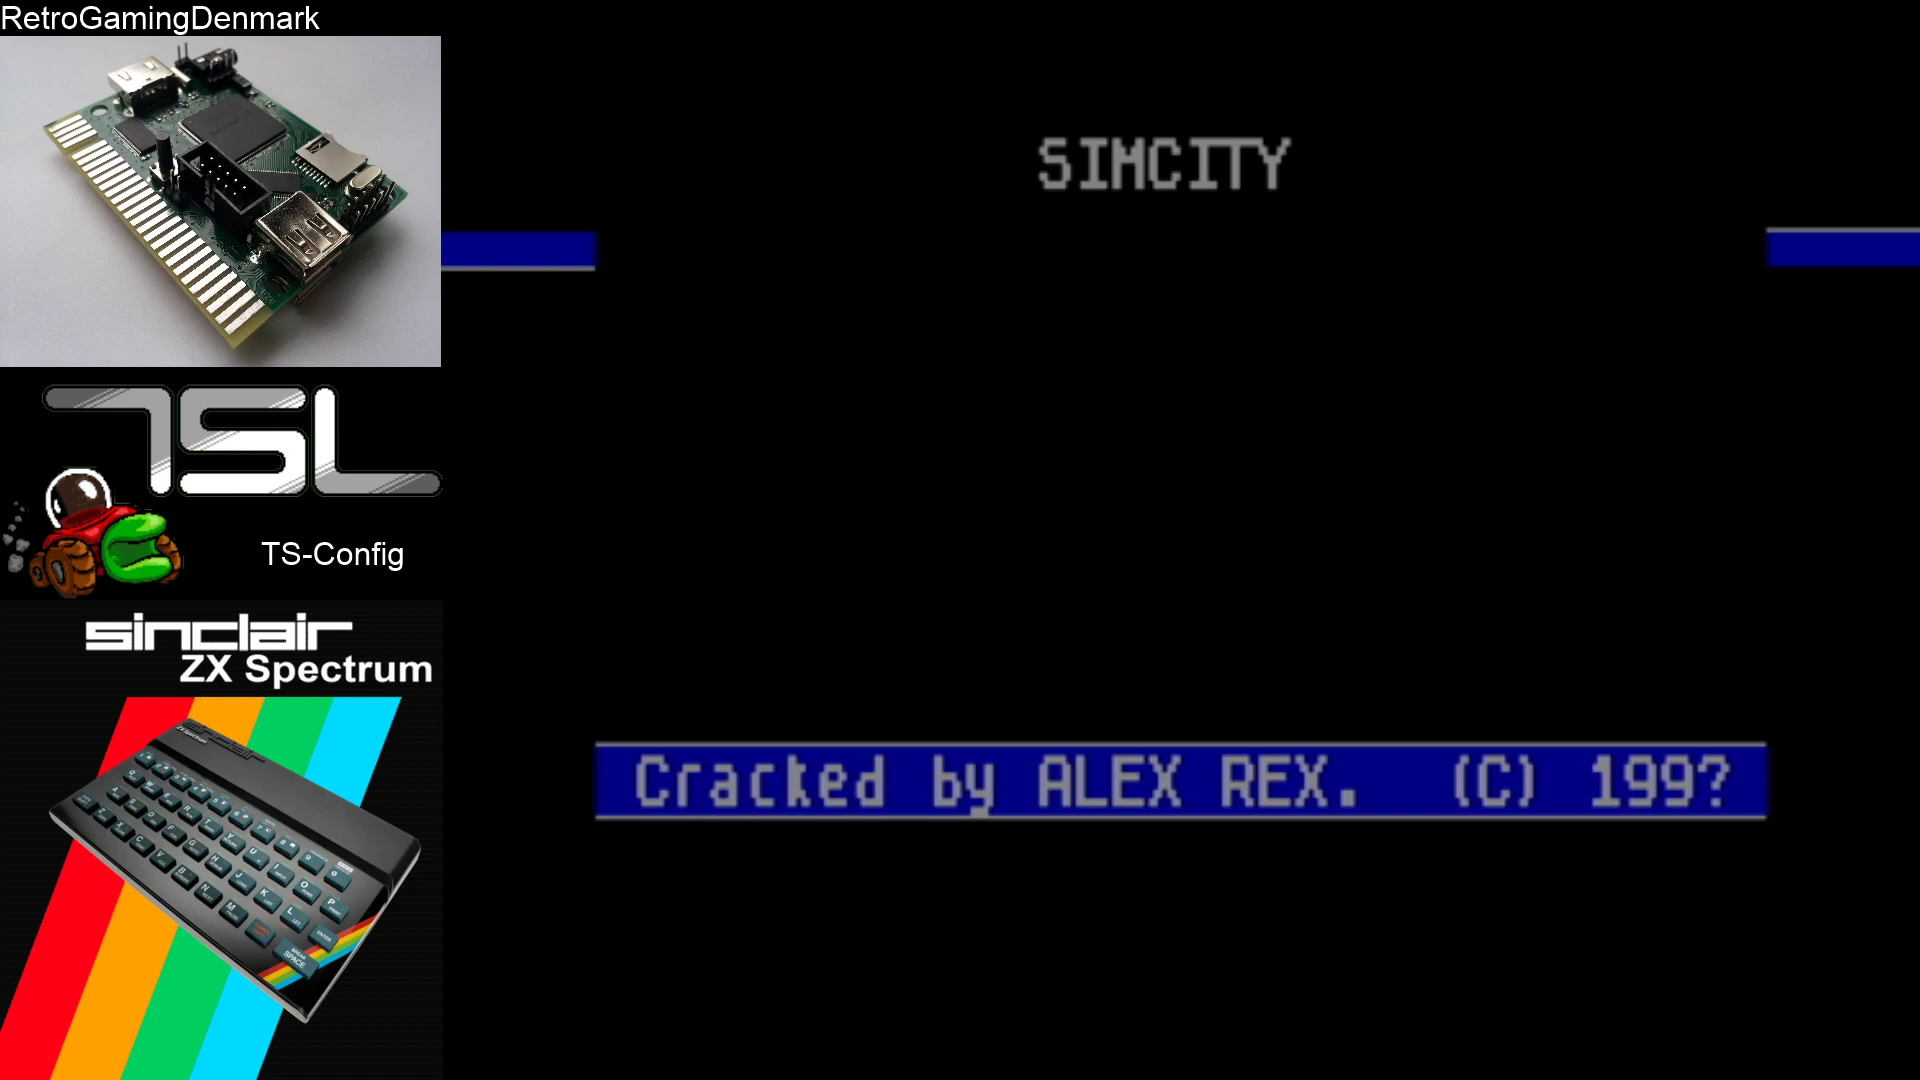 RetroGamingDenmark
SIMCITY
TSL
TS-Config
sinclair
ZX Spectrum
Cracked by ALEX REX. (C) 199?